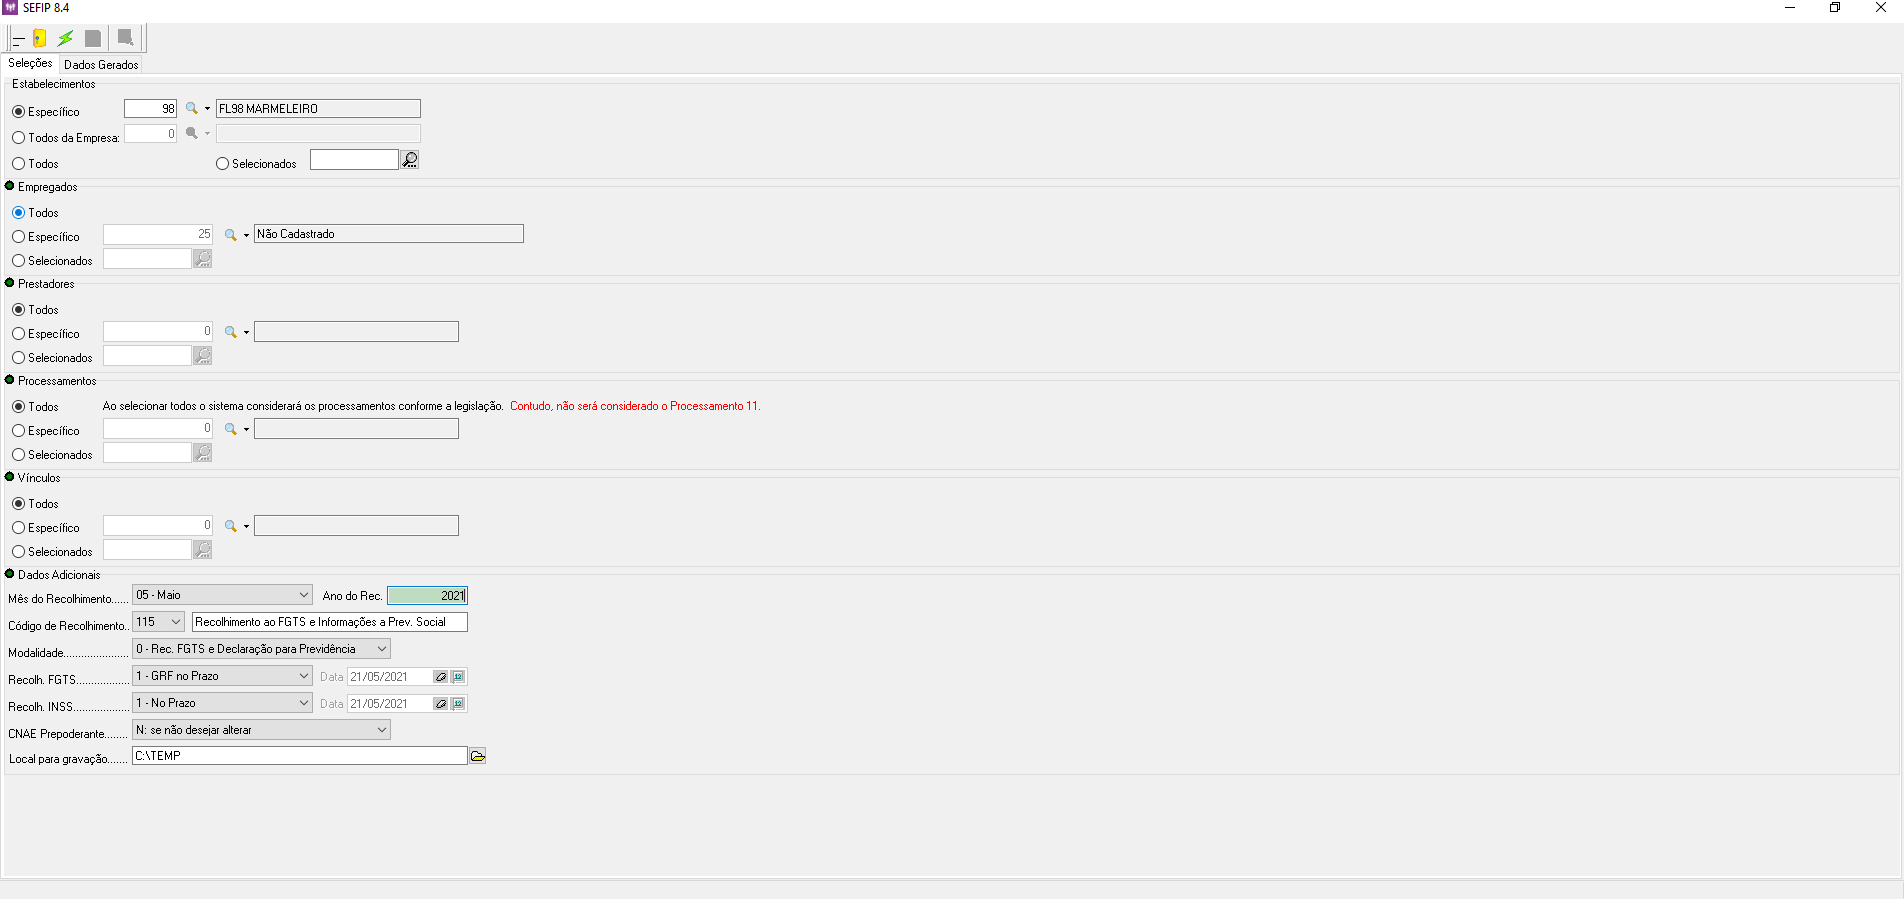 SEFIP 8.4
Seleções Dados Gerados
Estabelecimentos
Específico 98 FL98 MARMELEIRO
Todos da Empresa: 0
Todos Selecionados
Empregados
Todos
Específico 25 Não Cadastrado
Selecionados
Prestadores
Todos
Específico 0
Selecionados
Processamentos
Todos Ao selecionar todos o sistema considerará os processamentos conforme a legislação. Contudo, não será considerado o Processamento 11.
Específico 0
Selecionados
Vínculos
Todos
Específico 0
Selecionados
Dados Adicionais
Mês do Recolhimento...... 05 - Maio Ano do Rec. 2021
Código de Recolhimento.. 115 Recolhimento ao FGTS e Informações a Prev. Social
Modalidade...................... 0 - Rec. FGTS e Declaração para Previdência
Recolh. FGTS.................. 1 - GRF no Prazo Data 21/05/2021
Recolh. INSS................... 1 - No Prazo Data 21/05/2021
CNAE Prepoderante........ N: se não desejar alterar
Local para gravação....... C:\TEMP